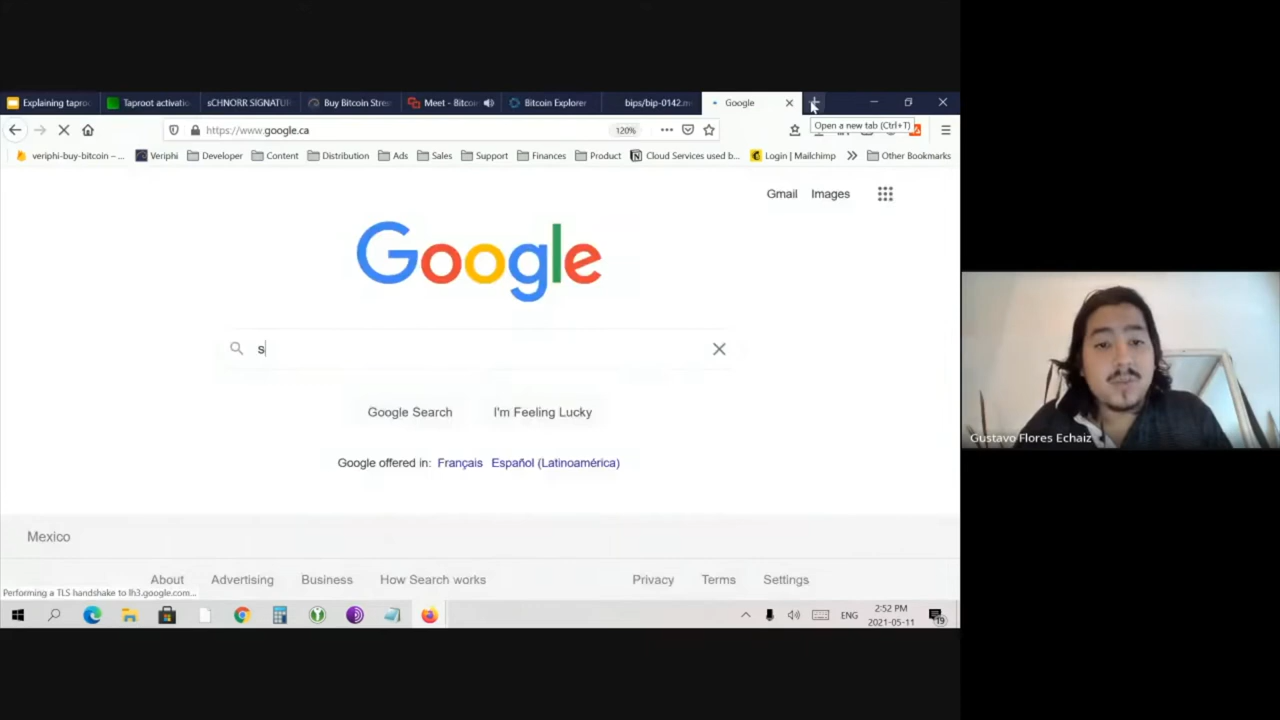 Explaining taproo
Taproot activatio
sCHNORR SIGNATUR
Buy Bitcoin Stre
Meet - Bitcoi
Bitcoin Explorer
bips/bip-0142.m
Google
https://www.google.ca
120%
Open a new tab (Ctrl+T)
veriphi-buy-bitcoin – ...
Veriphi
Developer
Content
Distribution
Ads
Sales
Support
Finances
Product
Cloud Services used b...
Login | Mailchimp
Other Bookmarks
Gmail
Images
Google
s
Google Search
I'm Feeling Lucky
Google offered in: Français Español (Latinoamérica)
Gustavo Flores Echaiz
Mexico
About
Advertising
Business
How Search works
Privacy
Terms
Settings
Performing a TLS handshake to lh3.google.com...
ENG
2:52 PM
2021-05-11
19